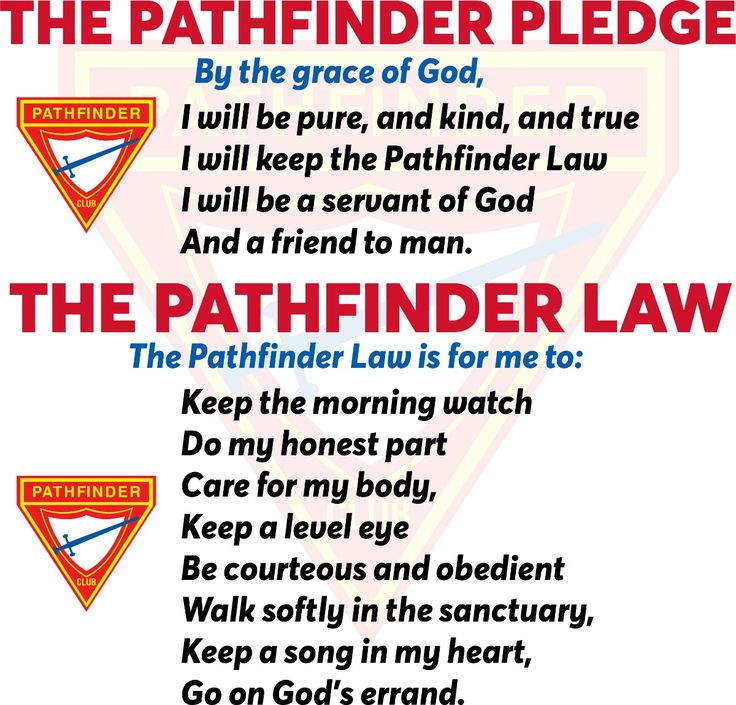 THE PATHFINDER PLEDGE
By the grace of God,
PATHFINDER
CLUB
I will be pure, and kind, and true
I will keep the Pathfinder Law
I will be a servant of God
And a friend to man.
THE PATHFINDER LAW
The Pathfinder Law is for me to:
Keep the morning watch
Do my honest part
Care for my body,
Keep a level eye
Be courteous and obedient
Walk softly in the sanctuary,
Keep a song in my heart,
Go on God's errand.
PATHFINDER
CLUB
PATHFINDER
CLUB